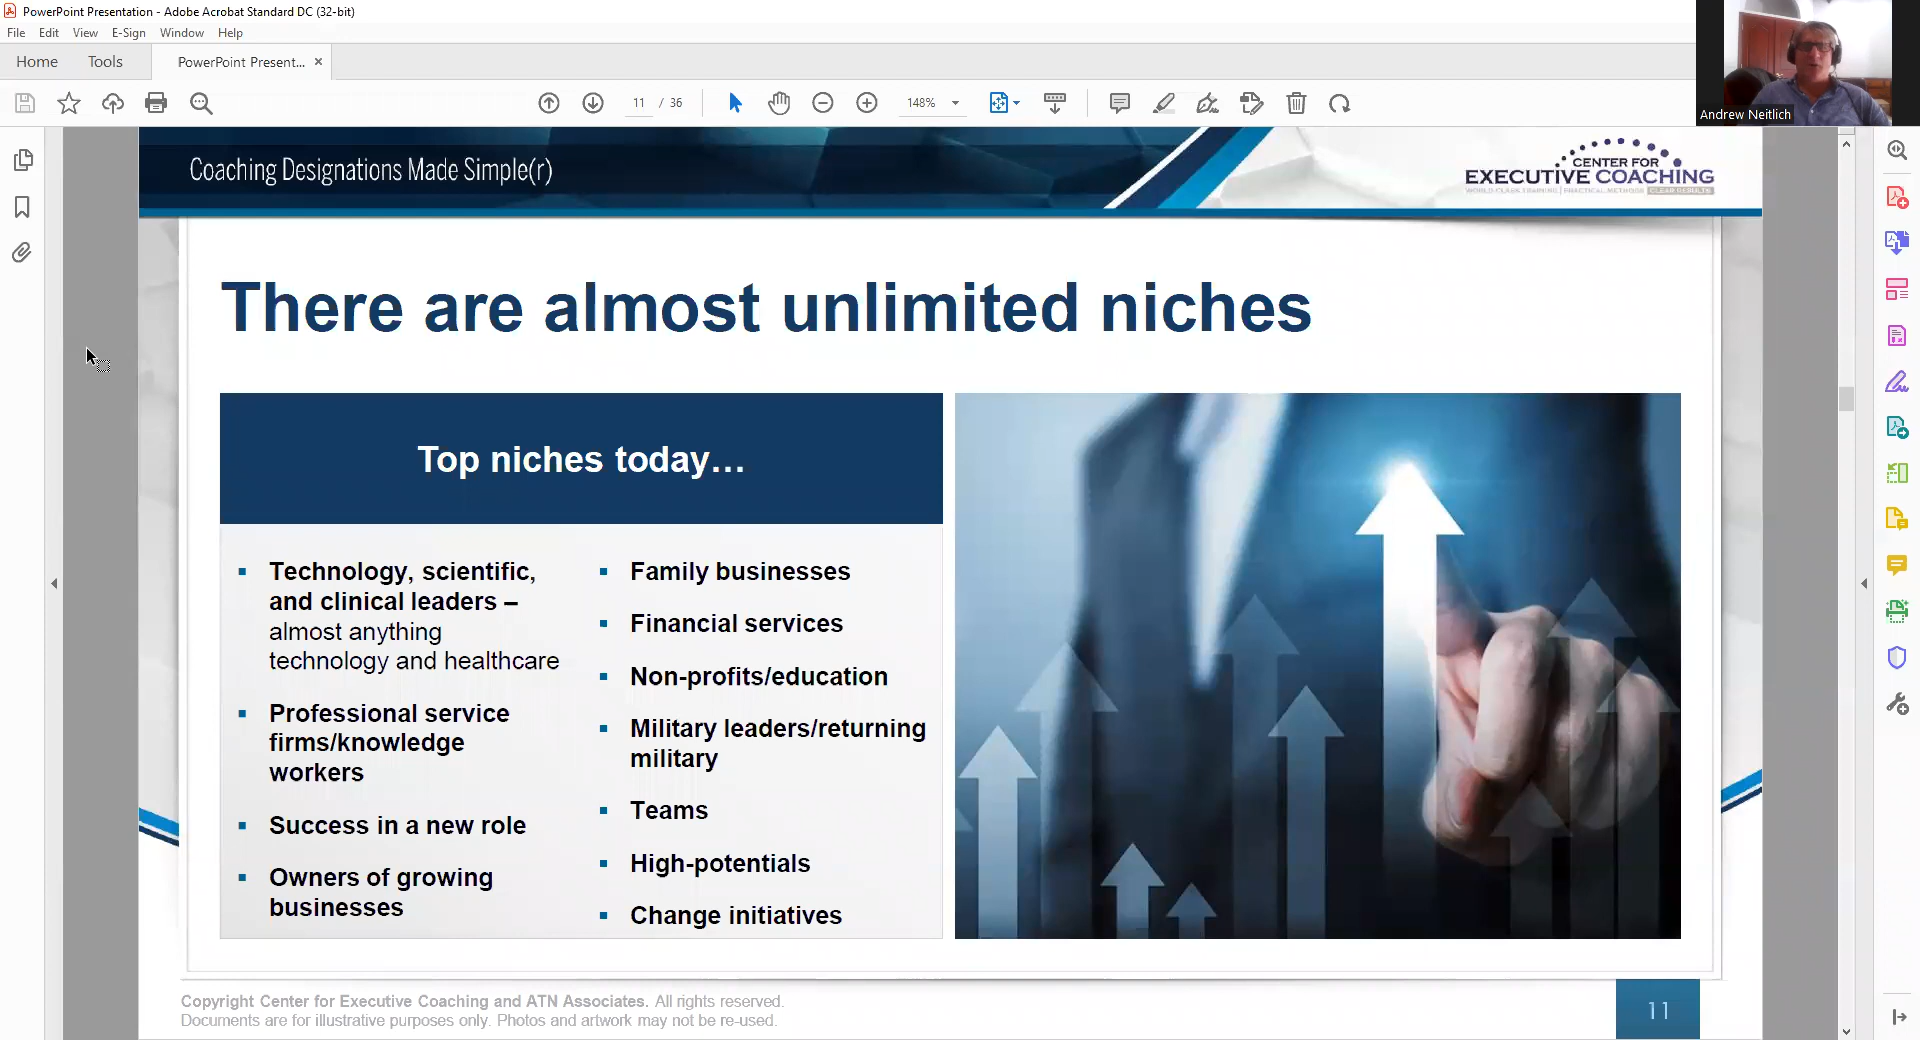 PowerPoint Presentation - Adobe Acrobat Standard DC (32-bit)
File Edit View E-Sign Window Help
Home Tools PowerPoint Present... ×
11 / 36 148%
Andrew Neitlich
Coaching Designations Made Simple(r)
CENTER FOR
EXECUTIVE COACHING
WORLD CLASS TRAINING | PRACTICAL METHODS | CLEAR RESULTS
There are almost unlimited niches
Top niches today…
Technology, scientific,
and clinical leaders –
almost anything
technology and healthcare
Professional service
firms/knowledge
workers
Success in a new role
Owners of growing
businesses
Family businesses
Financial services
Non-profits/education
Military leaders/returning
military
Teams
High-potentials
Change initiatives
Copyright Center for Executive Coaching and ATN Associates. All rights reserved.
Documents are for illustrative purposes only. Photos and artwork may not be re-used.
11